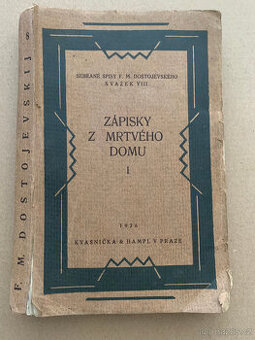 SEBRANÉ SPISY F. M. DOSTOJEVSKÉHO
SVAZEK VIII
ZÁPISKY
Z MRTVÉHO
DOMU
I
1926
KVASNIČKA & HAMPL V PRAZE
F. M. DOSTOJEVSKIJ